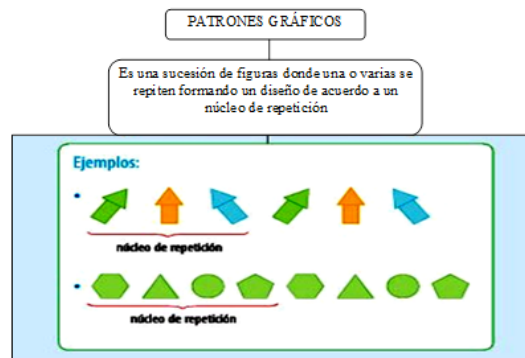 PATRONES GRÁFICOS
Es una sucesión de figuras donde una o varias se
repiten formando un diseño de acuerdo a un
núcleo de repetición
Ejemplos:
núcleo de repetición
núcleo de repetición